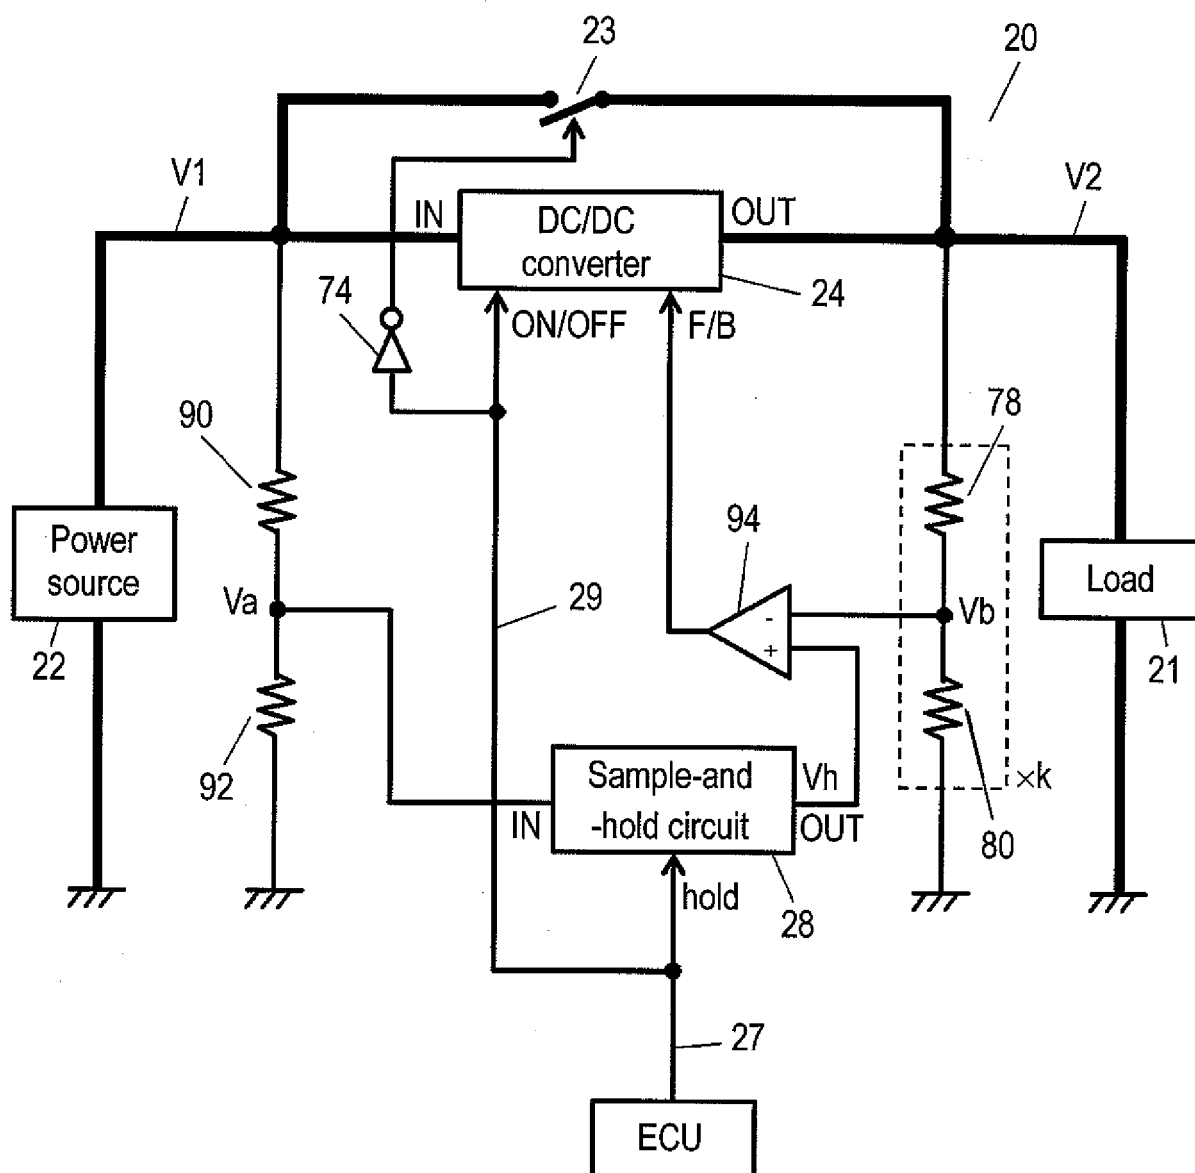 23
20
V1
V2
IN
DC/DC
converter
OUT
74
24
ON/OFF
F/B
90
78
94
Power
source
Load
Va
29
-
+
Vb
22
21
92
Sample-and
-hold circuit
Vh
×k
IN
OUT
80
hold
28
27
ECU